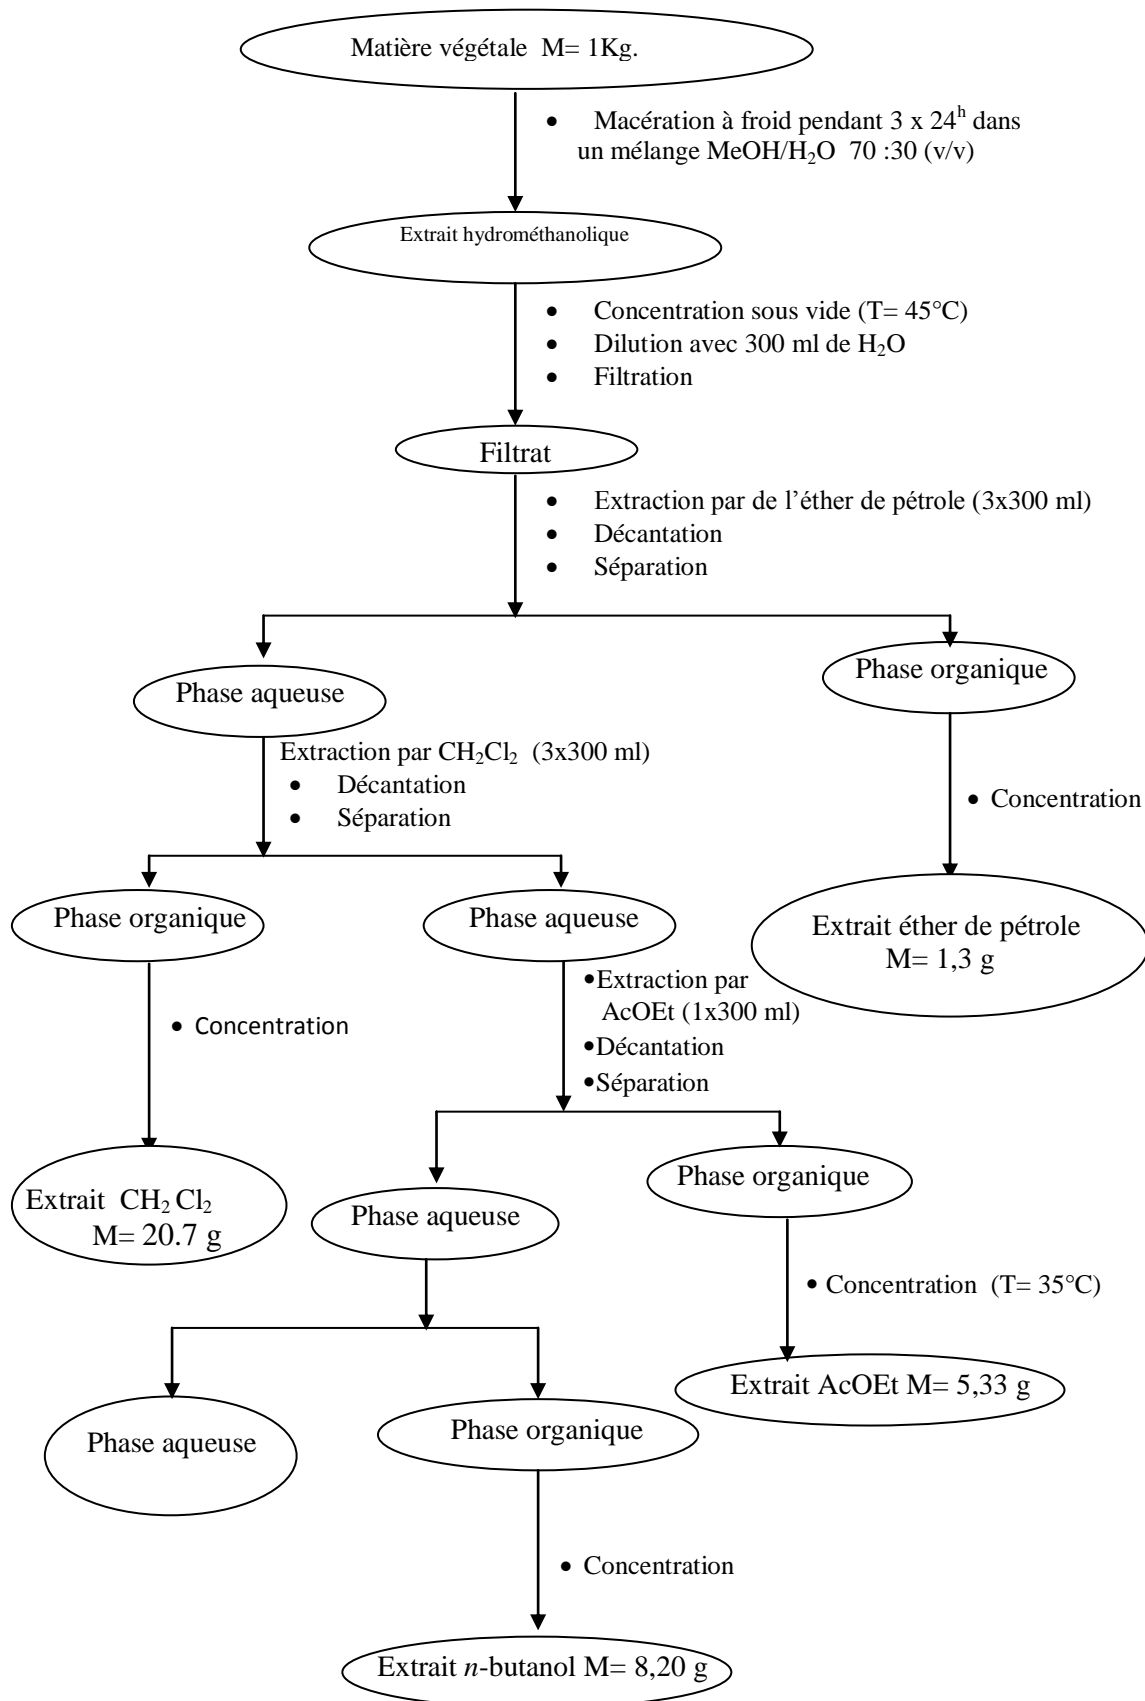 Matière végétale  M= 1Kg.
• Macération à froid pendant 3 x 24h dans
un mélange MeOH/H₂O  70 :30 (v/v)
Extrait hydrométhanolique
• Concentration sous vide (T= 45°C)
• Dilution avec 300 ml de H₂O
• Filtration
Filtrat
• Extraction par de l’éther de pétrole (3x300 ml)
• Décantation
• Séparation
Phase aqueuse
Phase organique
Extraction par CH₂Cl₂  (3x300 ml)
• Décantation
• Séparation
• Concentration
Phase organique
Phase aqueuse
Extrait éther de pétrole
M= 1,3 g
•Extraction par
AcOEt (1x300 ml)
•Décantation
•Séparation
• Concentration
Extrait  CH₂ Cl₂
M= 20.7 g
Phase aqueuse
Phase organique
• Concentration  (T= 35°C)
Extrait AcOEt M= 5,33 g
Phase aqueuse
Phase organique
• Concentration
Extrait n-butanol M= 8,20 g